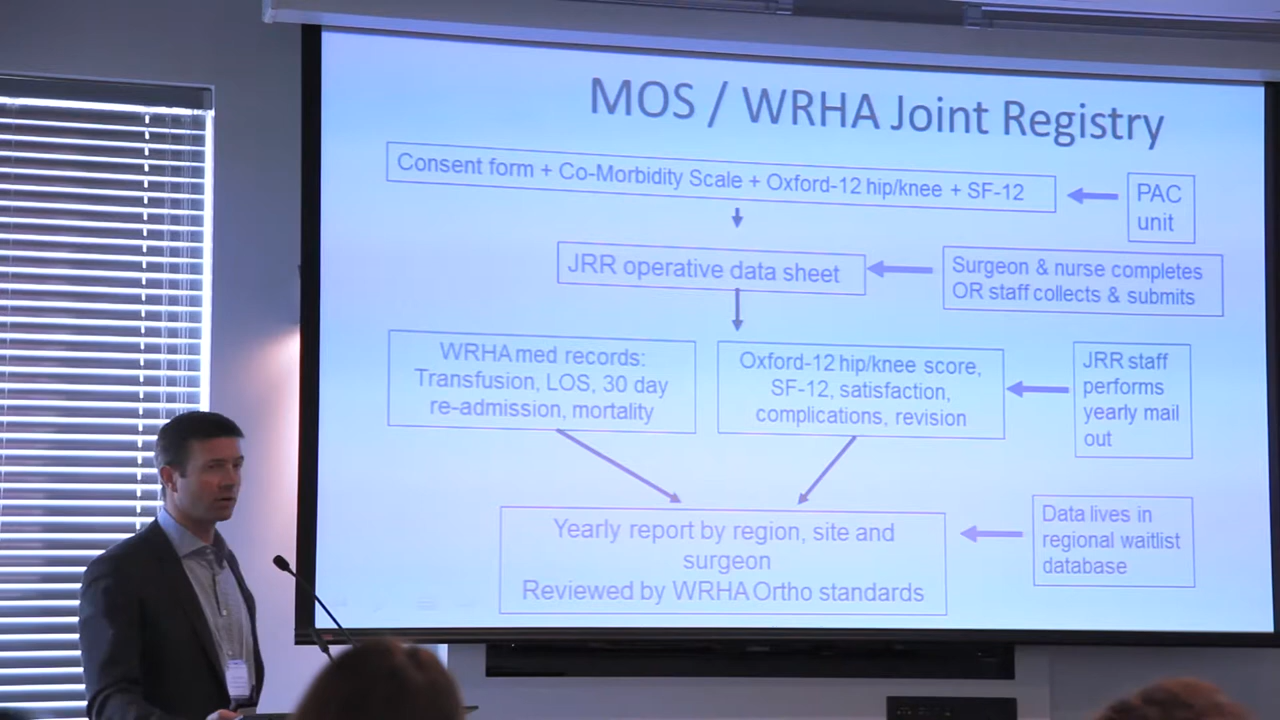 MOS / WRHA Joint Registry
Consent form + Co-Morbidity Scale + Oxford-12 hip/knee + SF-12
PAC
unit
JRR operative data sheet
Surgeon & nurse completes
OR staff collects & submits
WRHA med records:
Transfusion, LOS, 30 day
re-admission, mortality
Oxford-12 hip/knee score,
SF-12, satisfaction,
complications, revision
JRR staff
performs
yearly mail
out
Yearly report by region, site and
surgeon
Reviewed by WRHA Ortho standards
Data lives in
regional waitlist
database